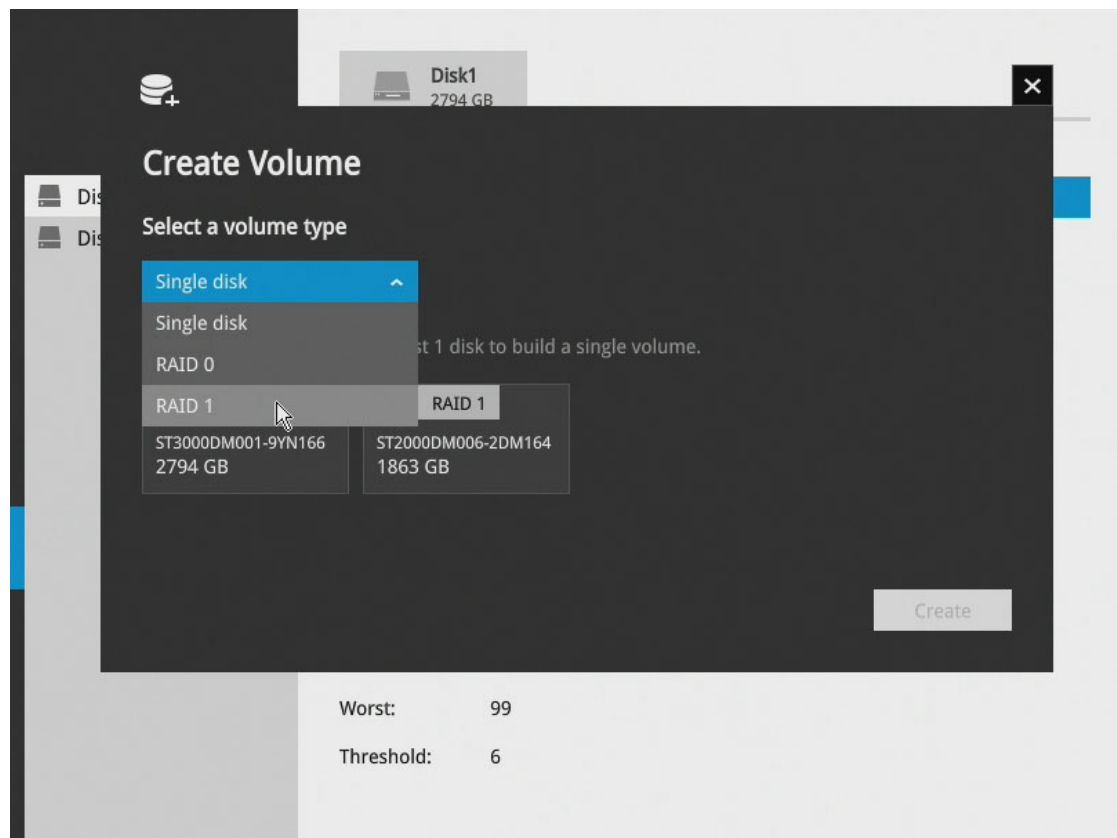 Disk1
2794 GB
Create Volume
Select a volume type
Single disk
Single disk
st 1 disk to build a single volume.
RAID 0
RAID 1
RAID 1
ST3000DM001-9YN166
2794 GB
ST2000DM006-2DM164
1863 GB
Create
Dis
Dis
Worst: 99
Threshold: 6